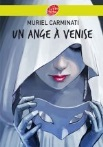 MURIEL CARMINATI
UN ANGE À VENISE